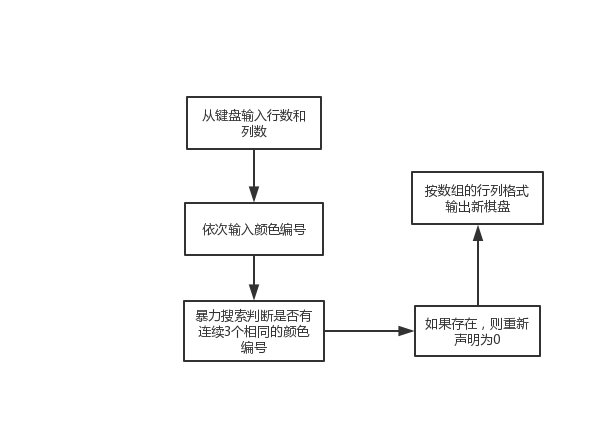 从键盘输入行数和
列数
依次输入颜色编号
暴力搜索判断是否有
连续3个相同的颜色
编号
如果存在，则重新
声明为0
按数组的行列格式
输出新棋盘